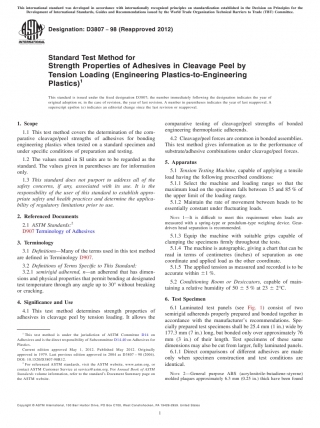 This international standard was developed in accordance with internationally recognized principles on standardization established in the Decision on Principles for the
Development of International Standards, Guides and Recommendations issued by the World Trade Organization Technical Barriers to Trade (TBT) Committee.
Designation: D3807 − 98 (Reapproved 2012)
Standard Test Method for
Strength Properties of Adhesives in Cleavage Peel by
Tension Loading (Engineering Plastics-to-Engineering
Plastics)1
This standard is issued under the fixed designation D3807; the number immediately following the designation indicates the year of
original adoption or, in the case of revision, the year of last revision. A number in parentheses indicates the year of last reapproval. A
superscript epsilon (ε) indicates an editorial change since the last revision or reapproval.
1. Scope
1.1 This test method covers the determination of the com-
parative cleavage/peel strengths of adhesives for bonding
engineering plastics when tested on a standard specimen and
under specific conditions of preparation and testing.
1.2 The values stated in SI units are to be regarded as the
standard. The values given in parentheses are for information
only.
1.3 This standard does not purport to address all of the
safety concerns, if any, associated with its use. It is the
responsibility of the user of this standard to establish appro-
priate safety and health practices and determine the applica-
bility of regulatory limitations prior to use.
2. Referenced Documents
2.1 ASTM Standards:2
D907 Terminology of Adhesives
3. Terminology
3.1 Definitions—Many of the terms used in this test method
are defined in Terminology D907.
3.2 Definitions of Terms Specific to This Standard:
3.2.1 semirigid adherend, n—an adherend that has dimen-
sions and physical properties that permit bending at designated
test temperature through any angle up to 30° without breaking
or cracking.
4. Significance and Use
4.1 This test method determines strength properties of
adhesives in cleavage peel by tension loading. It allows the
1 This test method is under the jurisdiction of ASTM Committee D14 on
Adhesives and is the direct responsibility of Subcommittee D14.40 on Adhesives for
Plastics.
Current edition approved May 1, 2012. Published May 2012. Originally
approved in 1979. Last previous edition approved in 2004 as D3807 – 98 (2004).
DOI: 10.1520/D3807-98R12.
2 For referenced ASTM standards, visit the ASTM website, www.astm.org, or
contact ASTM Customer Service at service@astm.org. For Annual Book of ASTM
Standards volume information, refer to the standard's Document Summary page on
the ASTM website.
comparative testing of cleavage/peel strengths of bonded
engineering thermoplastic adherends.
4.2 Cleavage/peel forces are common in bonded assemblies.
This test method gives information as to the performance of
substrate/adhesive combinations under cleavage/peel forces.
5. Apparatus
5.1 Tension Testing Machine, capable of applying a tensile
load having the following prescribed conditions:
5.1.1 Select the machine and loading range so that the
maximum load on the specimen falls between 15 and 85 % of
the upper limit of the loading range.
5.1.2 Maintain the rate of movement between heads to be
essentially constant under fluctuating loads.
NOTE 1—It is difficult to meet this requirement when loads are
measured with a spring-type or pendulum-type weighing device. Gear-
driven head separation is recommended.
5.1.3 Equip the machine with suitable grips capable of
clamping the specimens firmly throughout the tests.
5.1.4 The machine is autographic, giving a chart that can be
read in terms of centimetres (inches) of separation as one
coordinate and applied load as the other coordinate.
5.1.5 The applied tension as measured and recorded is to be
accurate within ±1 %.
5.2 Conditioning Room or Desiccators, capable of main-
taining a relative humidity of 50 ± 5 % at 23 ± 2°C.
6. Test Specimen
6.1 Laminated test panels (see Fig. 1) consist of two
semirigid adherends properly prepared and bonded together in
accordance with the manufacturer's recommendations. Spe-
cially prepared test specimens shall be 25.4 mm (1 in.) wide by
177.3 mm (7 in.) long, but bonded only over approximately 76
mm (3 in.) of their length. Test specimens of these same
dimensions may also be cut from larger, fully laminated panels.
6.1.1 Direct comparisons of different adhesives are made
only when specimen construction and test conditions are
identical.
NOTE 2—General purpose ABS (acrylonitrile-butadiene-styrene)
molded plaques approximately 6.3 mm (0.25 in.) thick have been found
Copyright © ASTM International, 100 Barr Harbor Drive, PO Box C700, West Conshohocken, PA 19428-2959. United States
1